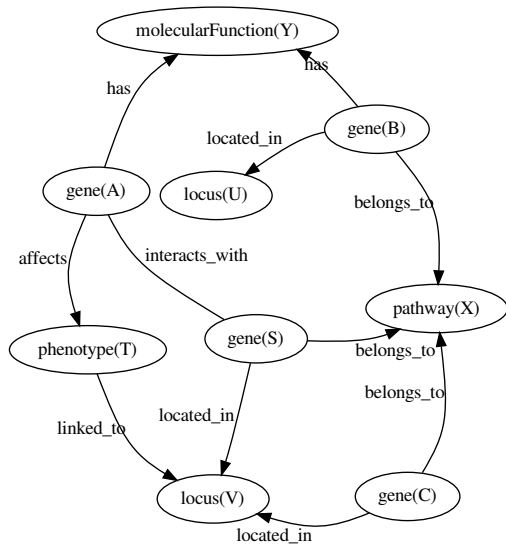 molecularFunction(Y)
has
has
gene(B)
located_in
gene(A)
locus(U)
belongs_to
affects
interacts_with
pathway(X)
gene(S)
phenotype(T)
belongs_to
belongs_to
located_in
linked_to
locus(V)
gene(C)
located_in